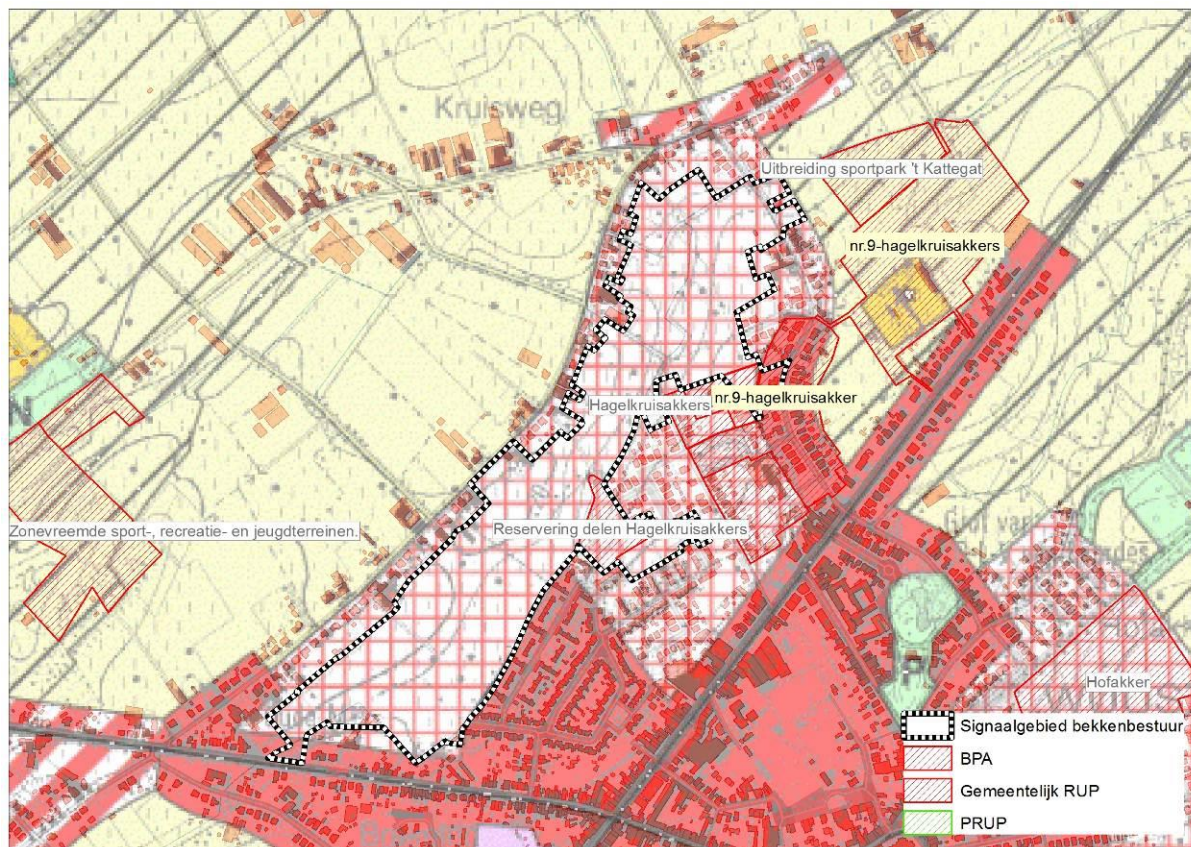 Kruisweg
Uitbreiding sportpark 't Kattegat
nr.9-hagelkruisakkers
Hagelkruisakkers
nr.9-hagelkruisakker
Zonevreemde sport-, recreatie- en jeugdterreinen.
Reservering delen Hagelkruisakkers
Hofakker
Signaalgebied bekkenbestuur
BPA
Gemeentelijk RUP
PRUP